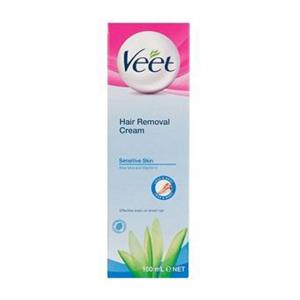 Veet
Hair Removal
Cream
Sensitive Skin
Aloe Vera and Vitamin E
Effective even on short hair
100 mL ℮ NET